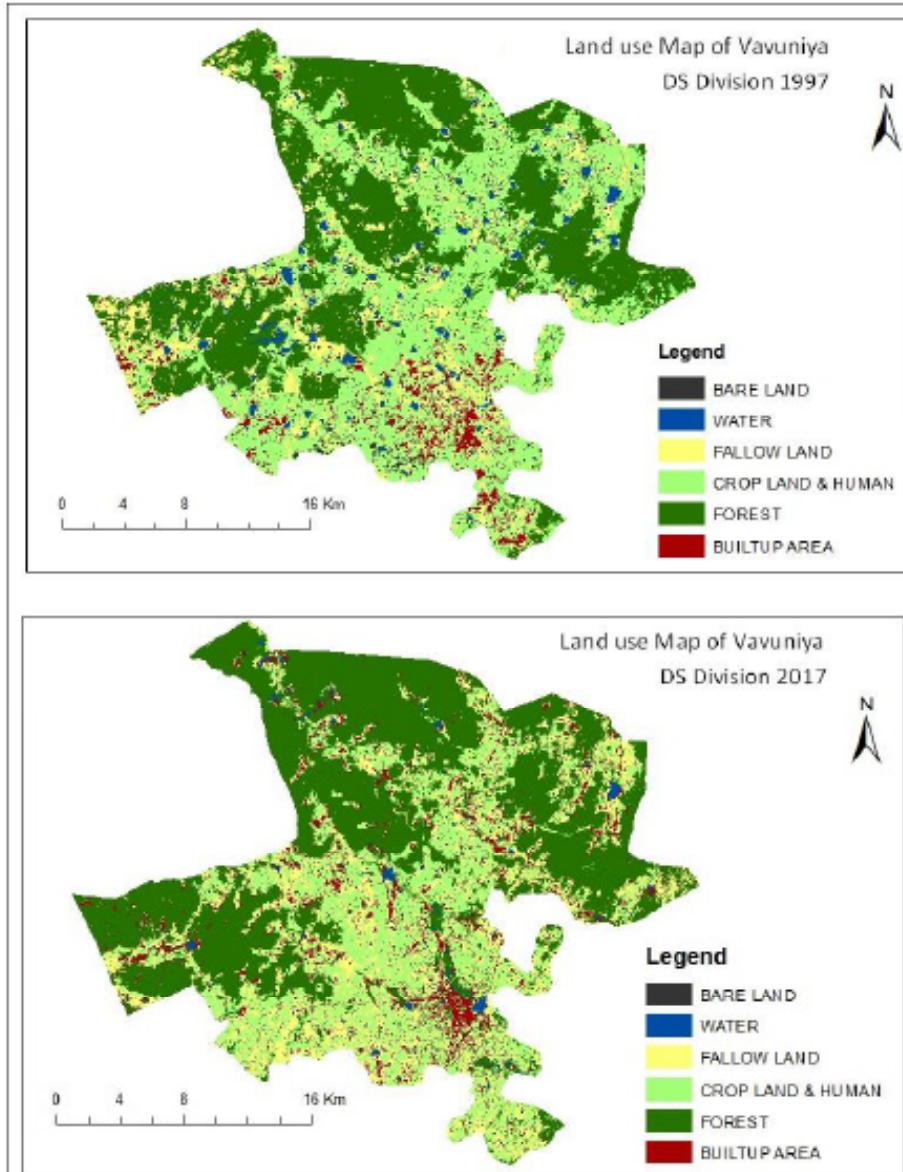 Land use Map of Vavuniya
DS Division 1997
N
Legend
BARE LAND
WATER
FALLOW LAND
CROP LAND & HUMAN
FOREST
BUILTUP AREA
0 4 8 16 Km
Land use Map of Vavuniya
DS Division 2017
N
Legend
BARE LAND
WATER
FALLOW LAND
CROP LAND & HUMAN
FOREST
BUILTUP AREA
0 4 8 16 Km